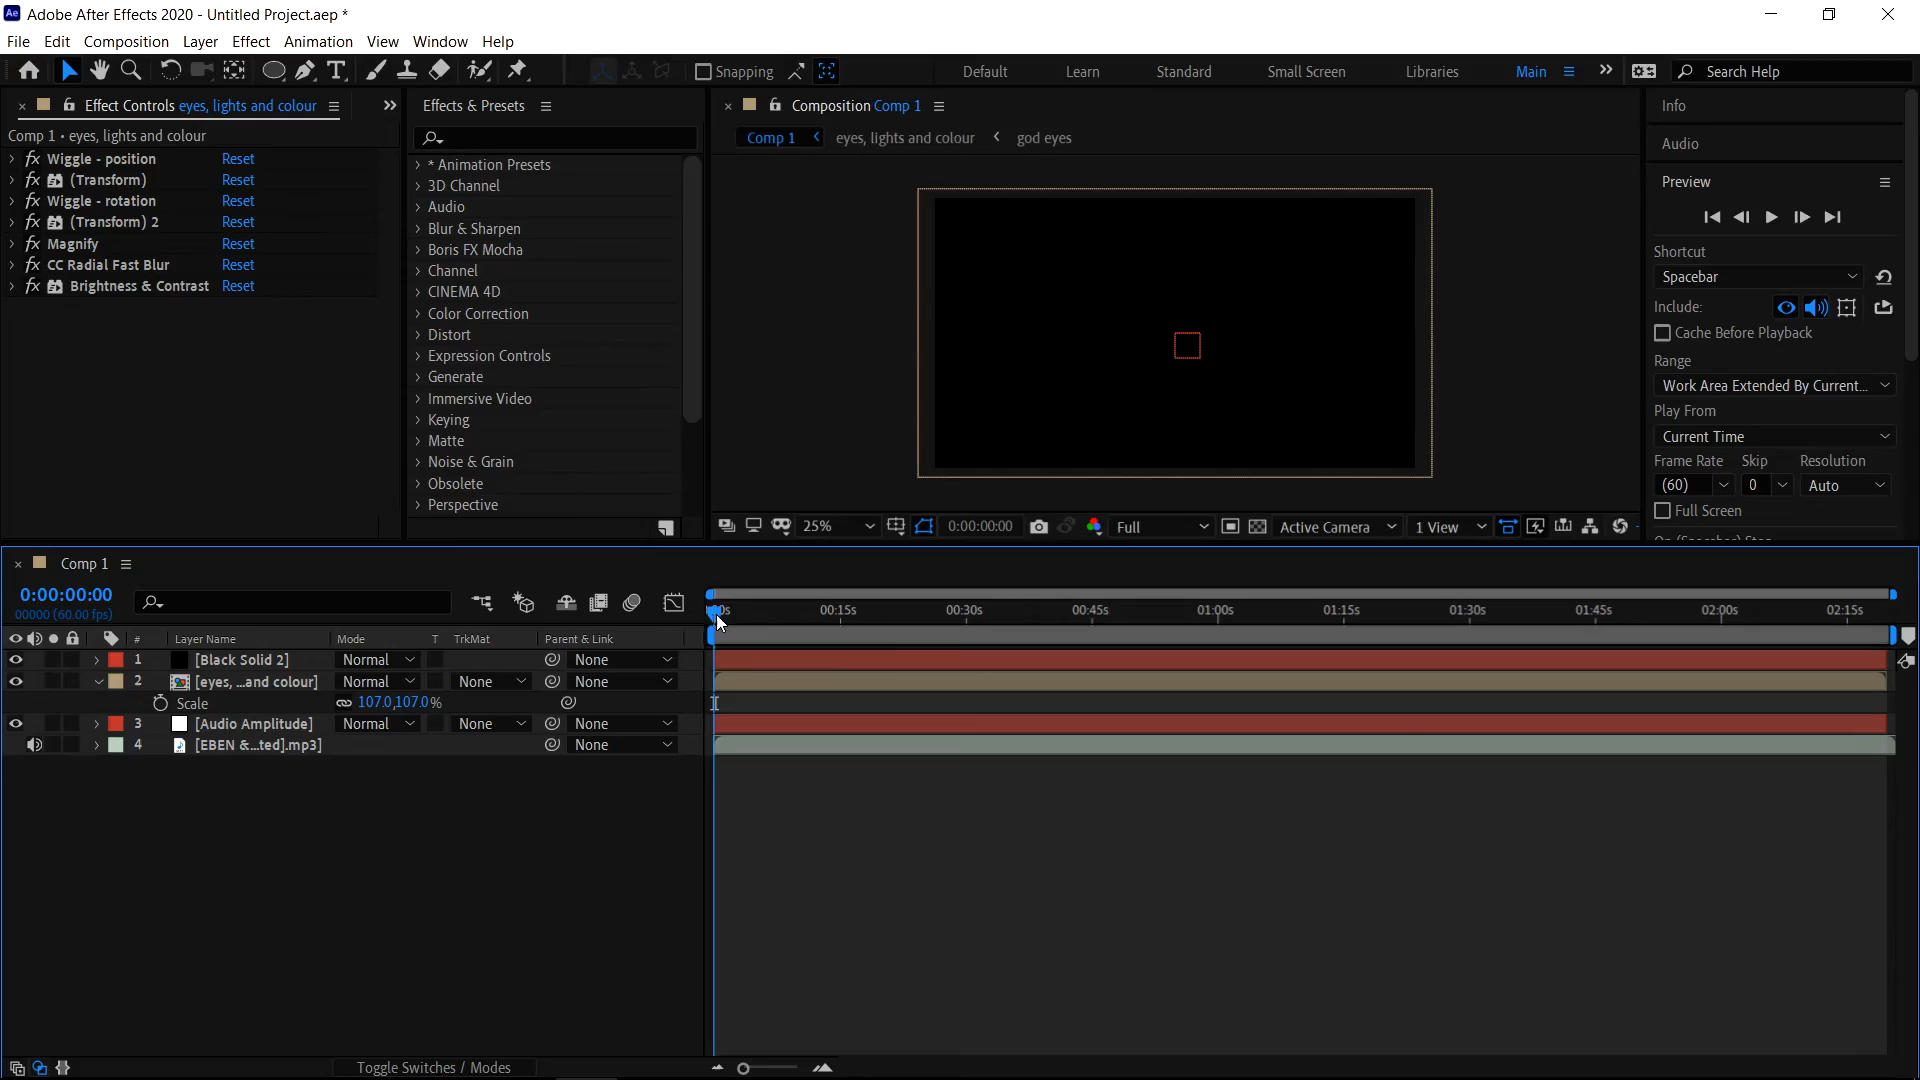 Ae Adobe After Effects 2020 - Untitled Project.aep *
File Edit Composition Layer Effect Animation View Window Help
Snapping Default Learn Standard Small Screen Libraries Main Search Help
Effect Controls eyes, lights and colour
Comp 1 • eyes, lights and colour
fx Wiggle - position Reset
fx (Transform) Reset
fx Wiggle - rotation Reset
fx (Transform) 2 Reset
fx Magnify Reset
fx CC Radial Fast Blur Reset
fx Brightness & Contrast Reset
Effects & Presets
* Animation Presets
3D Channel
Audio
Blur & Sharpen
Boris FX Mocha
Channel
CINEMA 4D
Color Correction
Distort
Expression Controls
Generate
Immersive Video
Keying
Matte
Noise & Grain
Obsolete
Perspective
Composition Comp 1
Comp 1 eyes, lights and colour god eyes
25% 0:00:00:00 Full Active Camera 1 View
Info
Audio
Preview
Shortcut
Spacebar
Include:
Cache Before Playback
Range
Work Area Extended By Current...
Play From
Current Time
Frame Rate Skip Resolution
(60) 0 Auto
Full Screen
Comp 1
0:00:00:00
00000 (60.00 fps)
00:15s 00:30s 00:45s 01:00s 01:15s 01:30s 01:45s 02:00s 02:15s
# Layer Name Mode T TrkMat Parent & Link
1 [Black Solid 2] Normal None
2 [eyes, ...and colour] Normal None None
Scale 107.0,107.0%
3 [Audio Amplitude] Normal None None
4 [EBEN &...ted].mp3] None
Toggle Switches / Modes